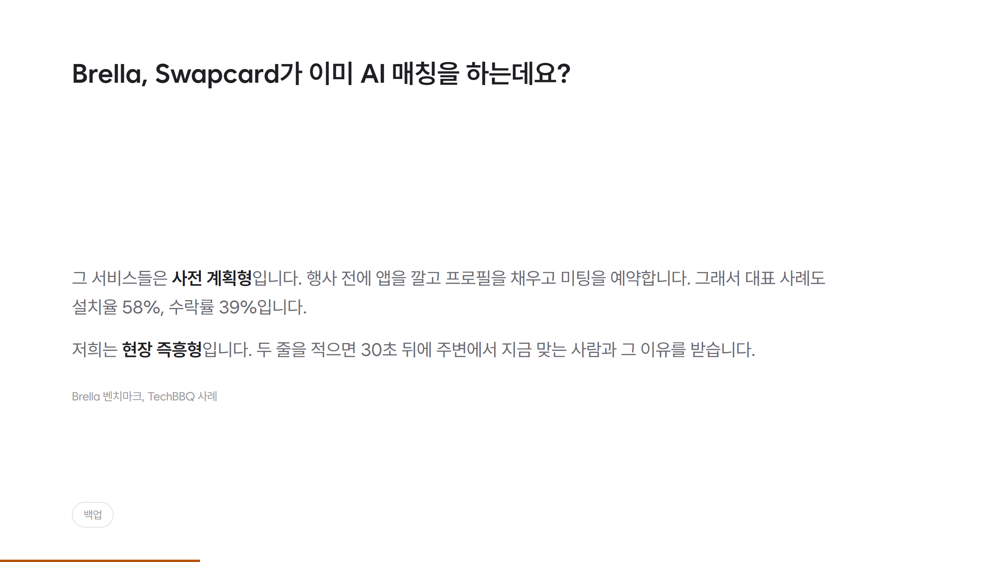 Brella, Swapcard가 이미 AI 매칭을 하는데요?
그 서비스들은 사전 계획형입니다. 행사 전에 앱을 깔고 프로필을 채우고 미팅을 예약합니다. 그래서 대표 사례도
설치율 58%, 수락률 39%입니다.
저희는 현장 즉흥형입니다. 두 줄을 적으면 30초 뒤에 주변에서 지금 맞는 사람과 그 이유를 받습니다.
Brella 벤치마크, TechBBQ 사례
백업